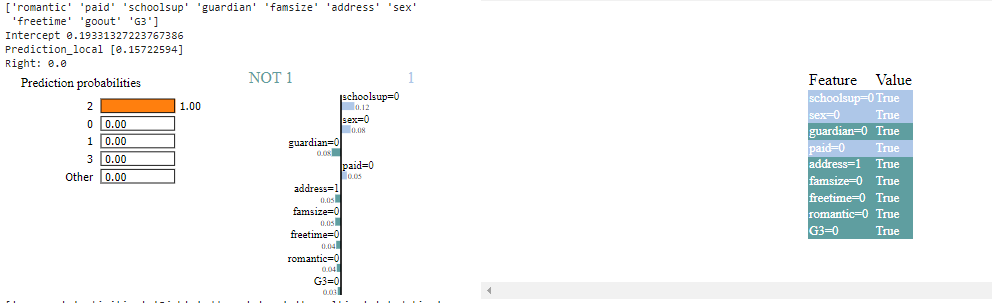 ['romantic' 'paid' 'schoolsup' 'guardian' 'famsize' 'address' 'sex'
'freetime' 'goout' 'G3']
Intercept 0.19331327223767386
Prediction_local [0.15722594]
Right: 0.0
Prediction probabilities
2 1.00
0 0.00
1 0.00
3 0.00
Other 0.00
NOT 1 1
schoolsup=0
0.12
sex=0
0.08
guardian=0
0.08
paid=0
0.05
address=1
0.05
famsize=0
0.05
freetime=0
0.04
romantic=0
0.04
G3=0
0.03
Feature Value
schoolsup=0 True
sex=0 True
guardian=0 True
paid=0 True
address=1 True
famsize=0 True
freetime=0 True
romantic=0 True
G3=0 True